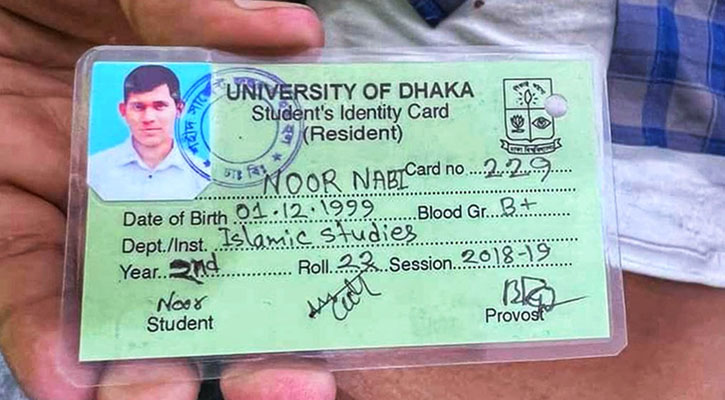 UNIVERSITY OF DHAKA
Student's Identity Card
(Resident)
NOOR NABI Card no 229
Date of Birth 01.12.1999 Blood Gr. B+
Dept./Inst. Islamic Studies
Year 2nd Roll 22 Session 2018-19
Noor
Student
Provost